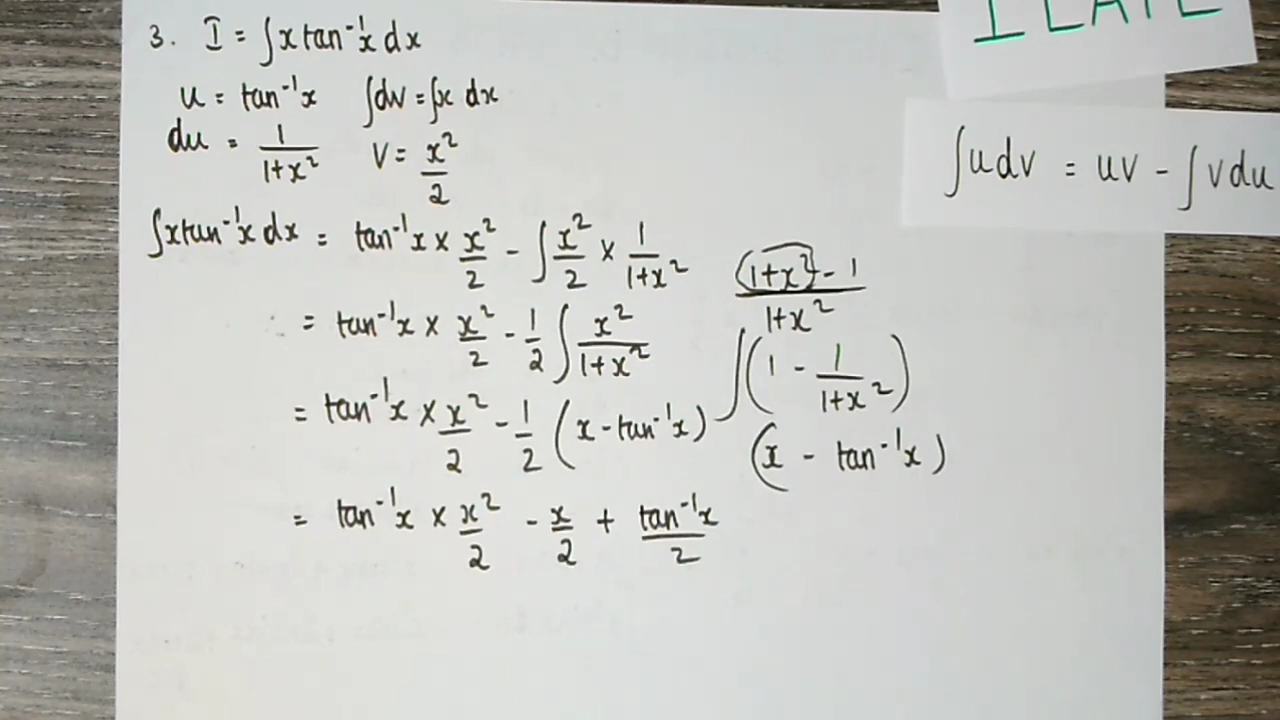 3. I = ∫x tan⁻¹x dx
u = tan⁻¹x ∫dv = ∫x dx
du = 1/(1+x²) v = x²/2
∫x tan⁻¹x dx = tan⁻¹x × x²/2 - ∫ x²/2 × 1/(1+x²)
= tan⁻¹x × x²/2 - 1/2 ∫ x²/(1+x²)
= tan⁻¹x × x²/2 - 1/2 (x - tan⁻¹x)
= tan⁻¹x × x²/2 - x/2 + tan⁻¹x/2
((1+x²) - 1)/(1+x²)
∫(1 - 1/(1+x²))
(x - tan⁻¹x)
∫u dv = uv - ∫v du